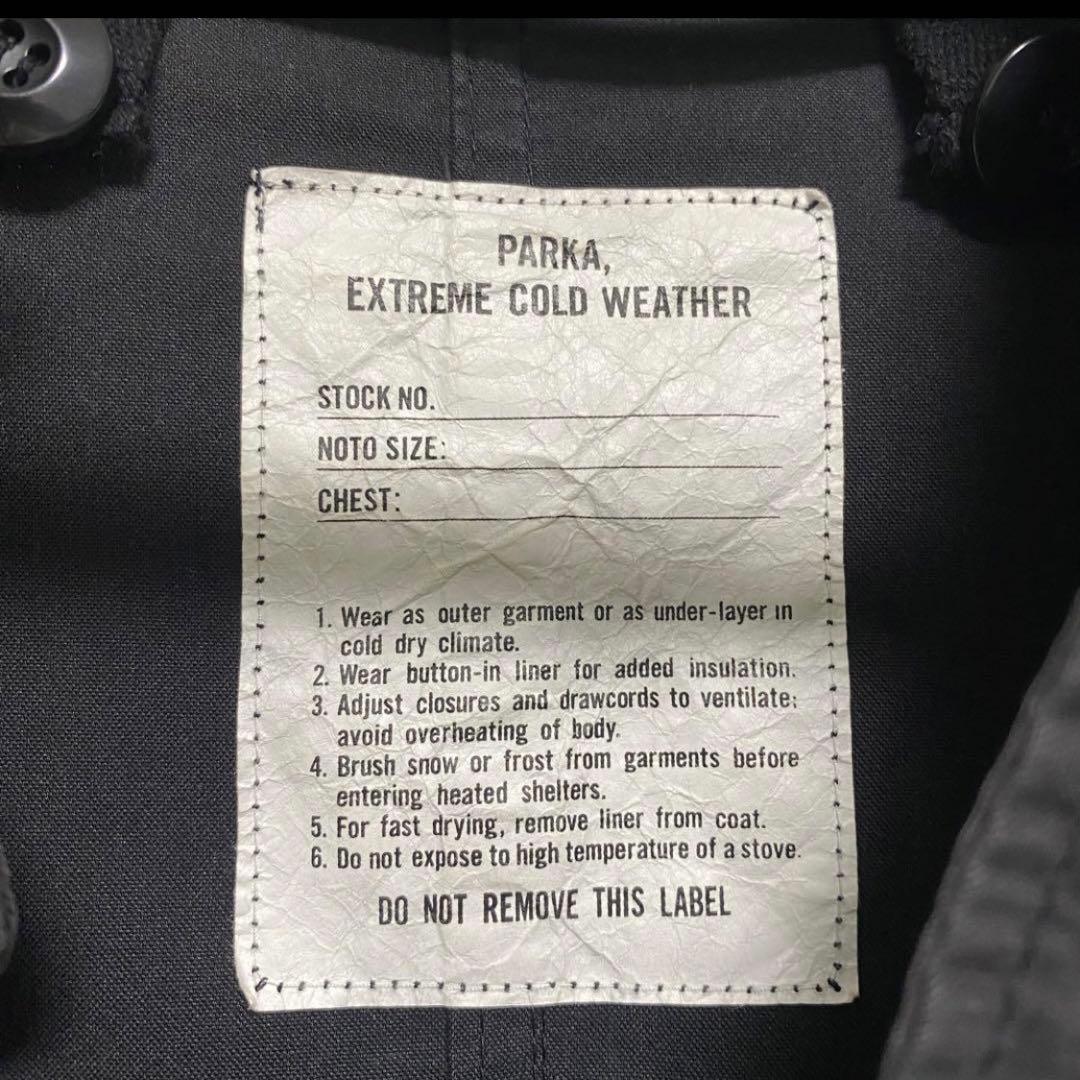 PARKA,
EXTREME COLD WEATHER
STOCK NO.
NOTO SIZE:
CHEST:
1. Wear as outer garment or as under-layer in
cold dry climate.
2. Wear button-in liner for added insulation.
3. Adjust closures and drawcords to ventilate;
avoid overheating of body.
4. Brush snow or frost from garments before
entering heated shelters.
5. For fast drying, remove liner from coat.
6. Do not expose to high temperature of a stove.
DO NOT REMOVE THIS LABEL